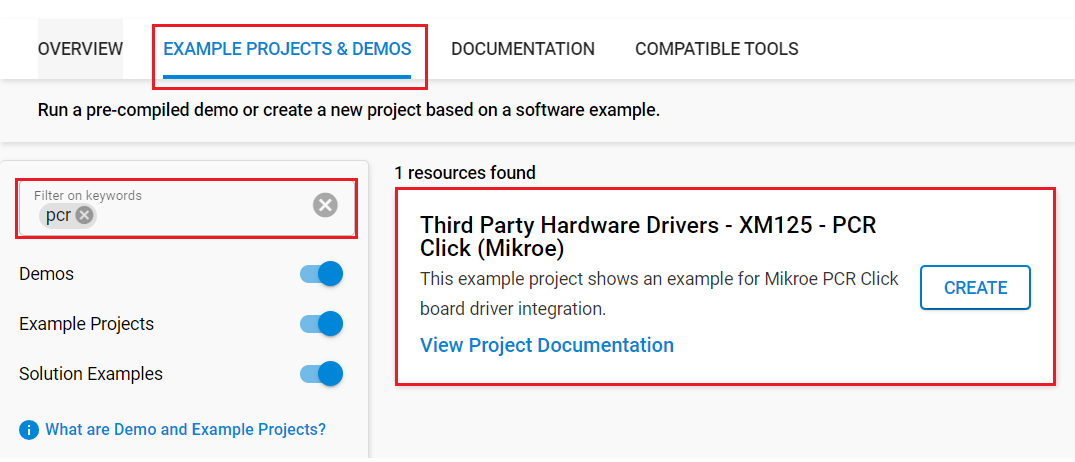 OVERVIEW EXAMPLE PROJECTS & DEMOS DOCUMENTATION COMPATIBLE TOOLS
Run a pre-compiled demo or create a new project based on a software example.
Filter on keywords
pcr
Demos
Example Projects
Solution Examples
What are Demo and Example Projects?
1 resources found
Third Party Hardware Drivers - XM125 - PCR
Click (Mikroe)
This example project shows an example for Mikroe PCR Click
board driver integration.
View Project Documentation
CREATE